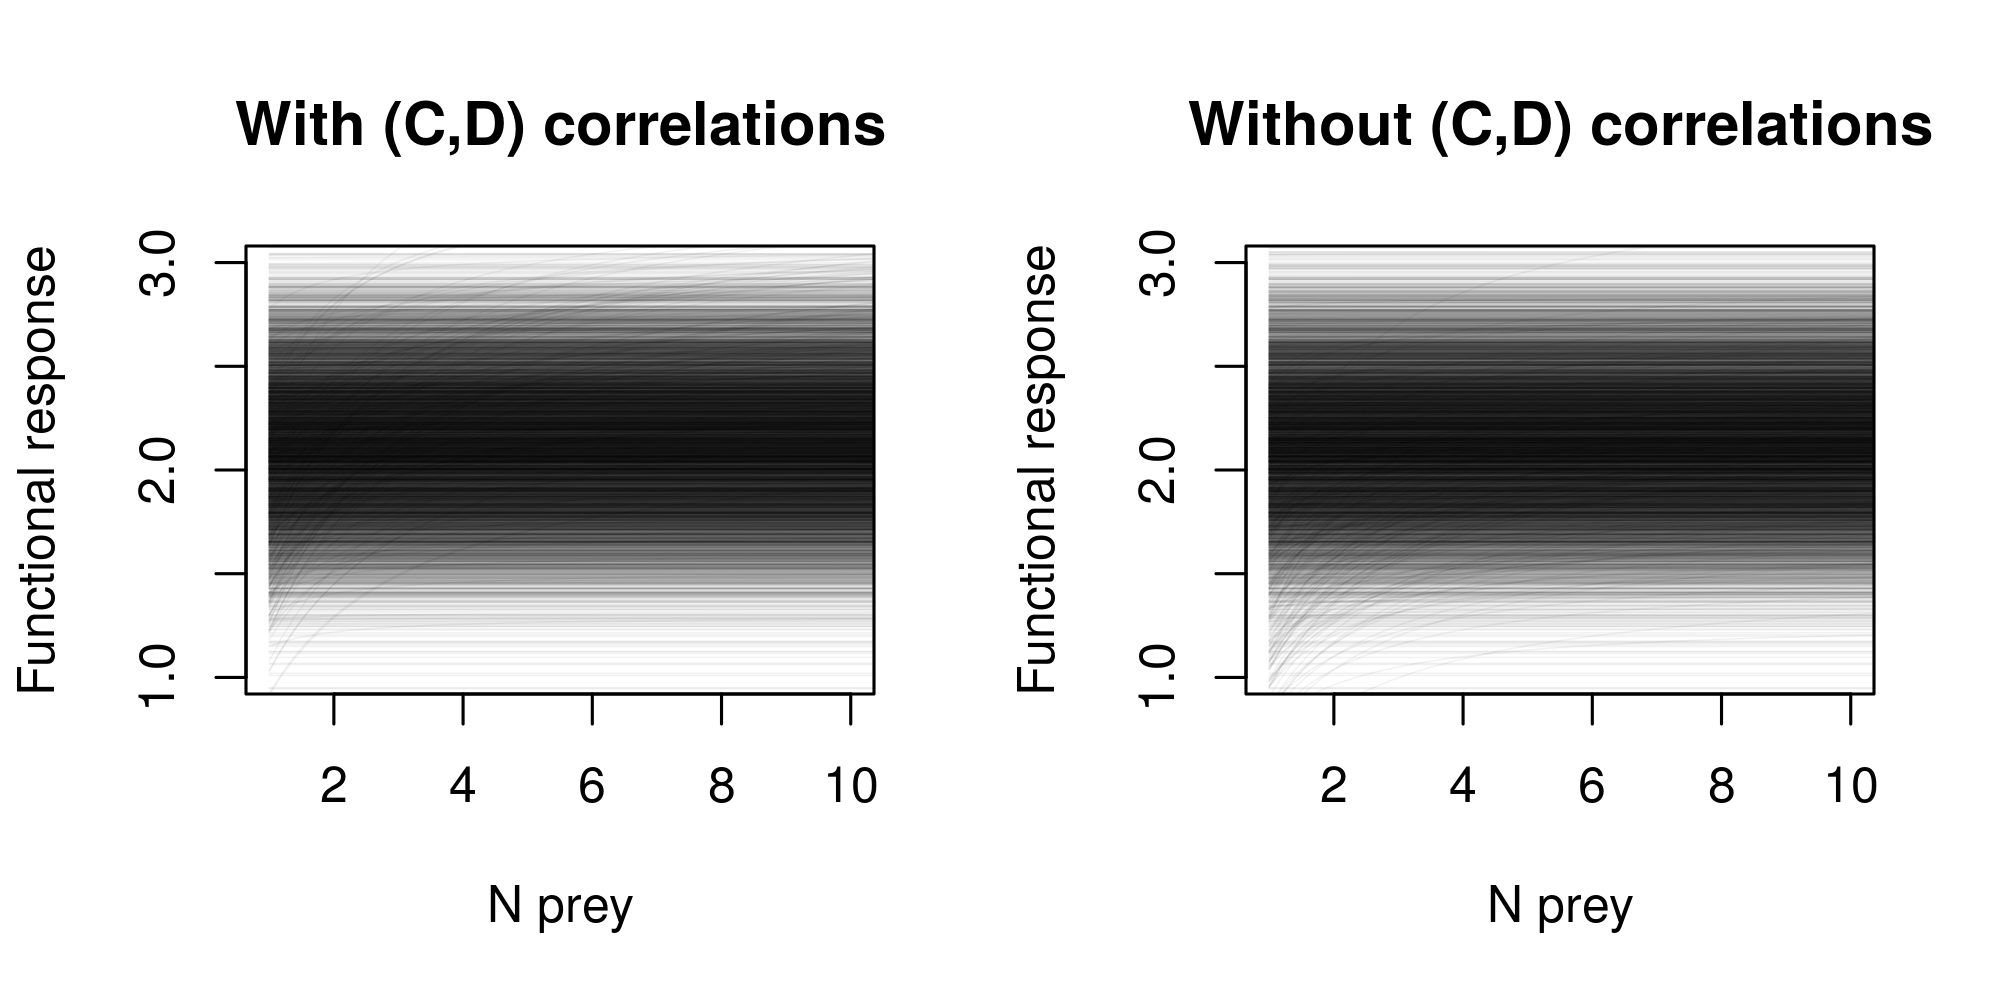 With (C,D) correlations
Functional response
3.0
2.0
1.0
2 4 6 8 10
N prey
Without (C,D) correlations
Functional response
3.0
2.0
1.0
2 4 6 8 10
N prey